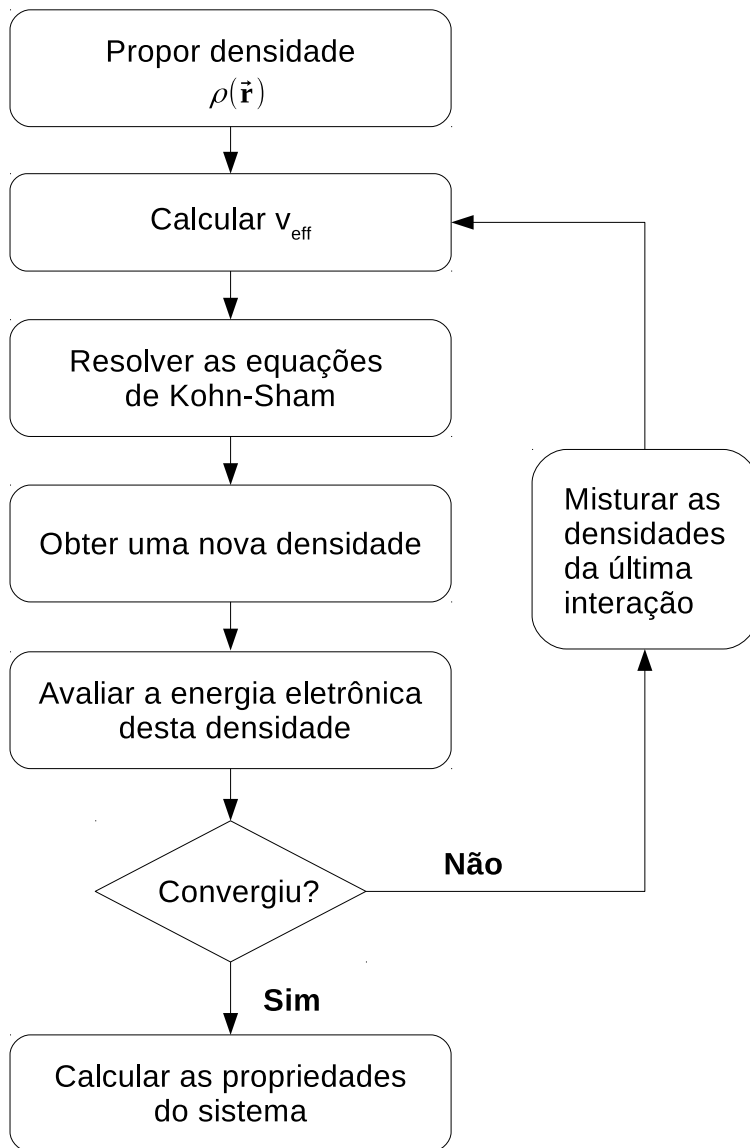 Propor densidade
ρ(r⃗)
Calcular v_eff
Resolver as equações
de Kohn-Sham
Obter uma nova densidade
Avaliar a energia eletrônica
desta densidade
Convergiu?
Não
Misturar as
densidades
da última
interação
Sim
Calcular as propriedades
do sistema